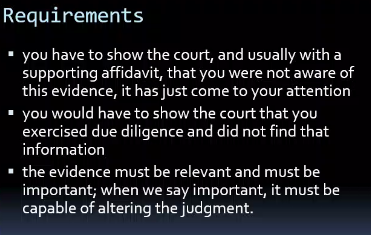 Requirements
▪ you have to show the court, and usually with a
supporting affidavit, that you were not aware of
this evidence, it has just come to your attention
▪ you would have to show the court that you
exercised due diligence and did not find that
information
▪ the evidence must be relevant and must be
important; when we say important, it must be
capable of altering the judgment.